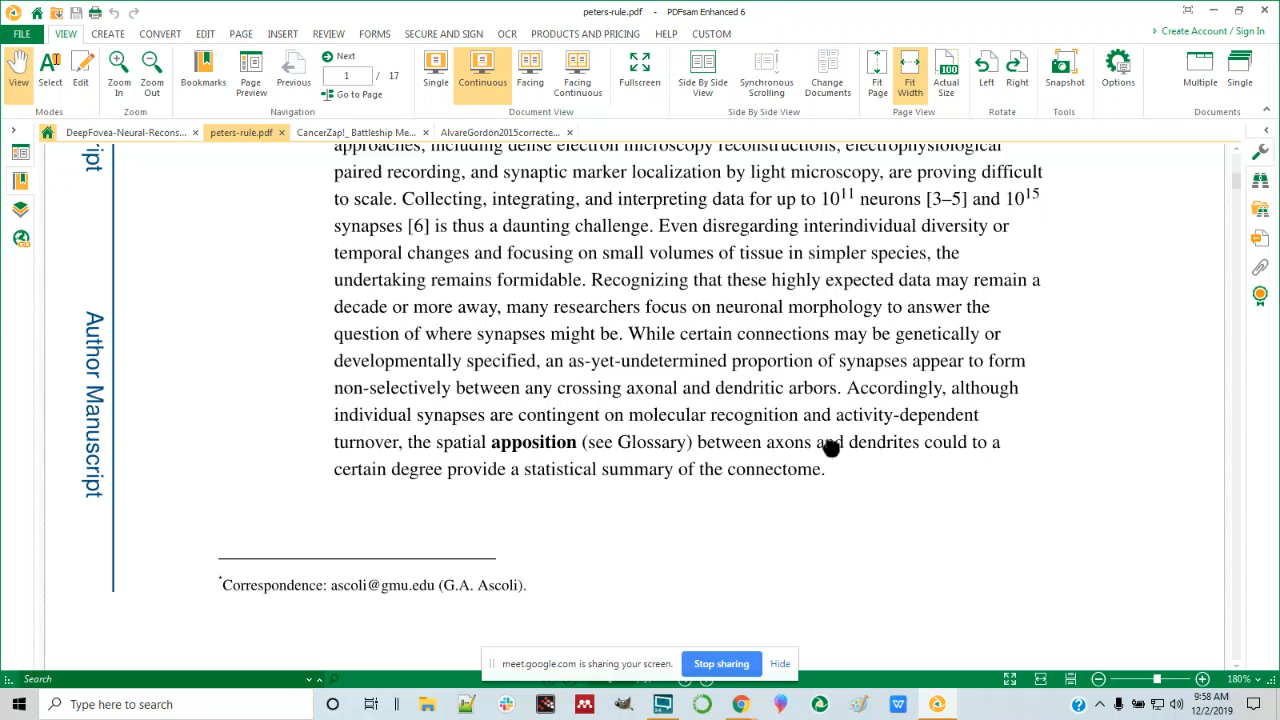 peters-rule.pdf - PDFsam Enhanced 6
FILE VIEW CREATE CONVERT EDIT PAGE INSERT REVIEW FORMS SECURE AND SIGN OCR PRODUCTS AND PRICING HELP CUSTOM
Create Account / Sign In
View Select Edit Zoom In Zoom Out Bookmarks Page Preview Previous Next 1 / 17 Go to Page Single Continuous Facing Facing Continuous Fullscreen Side By Side View Synchronous Scrolling Change Documents Fit Page Fit Width 100 Actual Size Left Right Snapshot Options Multiple Single
Modes Zoom Navigation Document View Side By Side View Page View Rotate Tools Documents
DeepFovea-Neural-Recons... × peters-rule.pdf × CancerZap!_ Battleship Me... × AlvareGordon2015correcte... ×
approaches, including dense electron microscopy reconstructions, electrophysiological
paired recording, and synaptic marker localization by light microscopy, are proving difficult
to scale. Collecting, integrating, and interpreting data for up to 10¹¹ neurons [3–5] and 10¹⁵
synapses [6] is thus a daunting challenge. Even disregarding interindividual diversity or
temporal changes and focusing on small volumes of tissue in simpler species, the
undertaking remains formidable. Recognizing that these highly expected data may remain a
decade or more away, many researchers focus on neuronal morphology to answer the
question of where synapses might be. While certain connections may be genetically or
developmentally specified, an as-yet-undetermined proportion of synapses appear to form
non-selectively between any crossing axonal and dendritic arbors. Accordingly, although
individual synapses are contingent on molecular recognition and activity-dependent
turnover, the spatial apposition (see Glossary) between axons and dendrites could to a
certain degree provide a statistical summary of the connectome.
ript
Author Manuscript
*Correspondence: ascoli@gmu.edu (G.A. Ascoli).
meet.google.com is sharing your screen. Stop sharing Hide
Search
180%
Type here to search
9:58 AM
12/2/2019